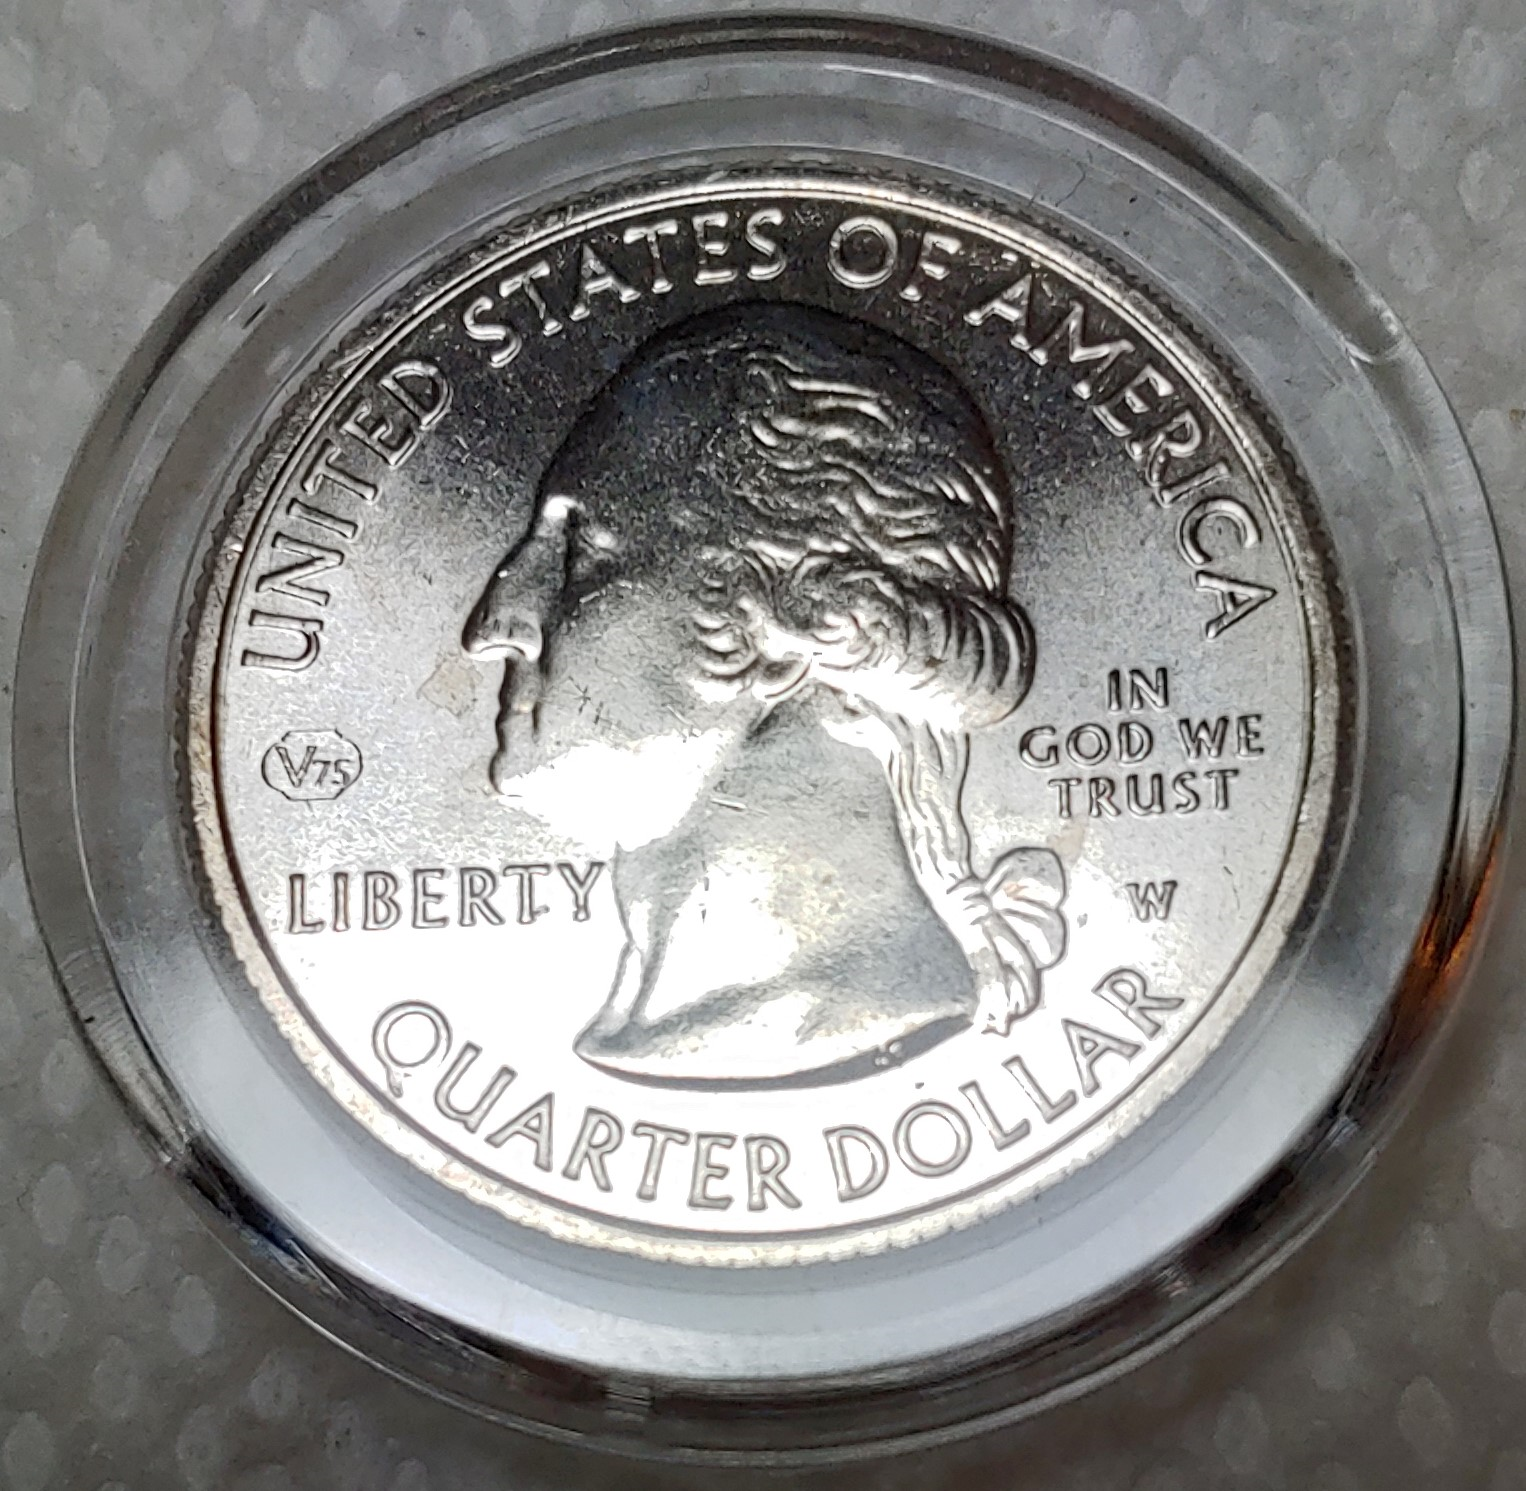 UNITED STATES OF AMERICA
V75
LIBERTY
IN
GOD WE
TRUST
W
QUARTER DOLLAR